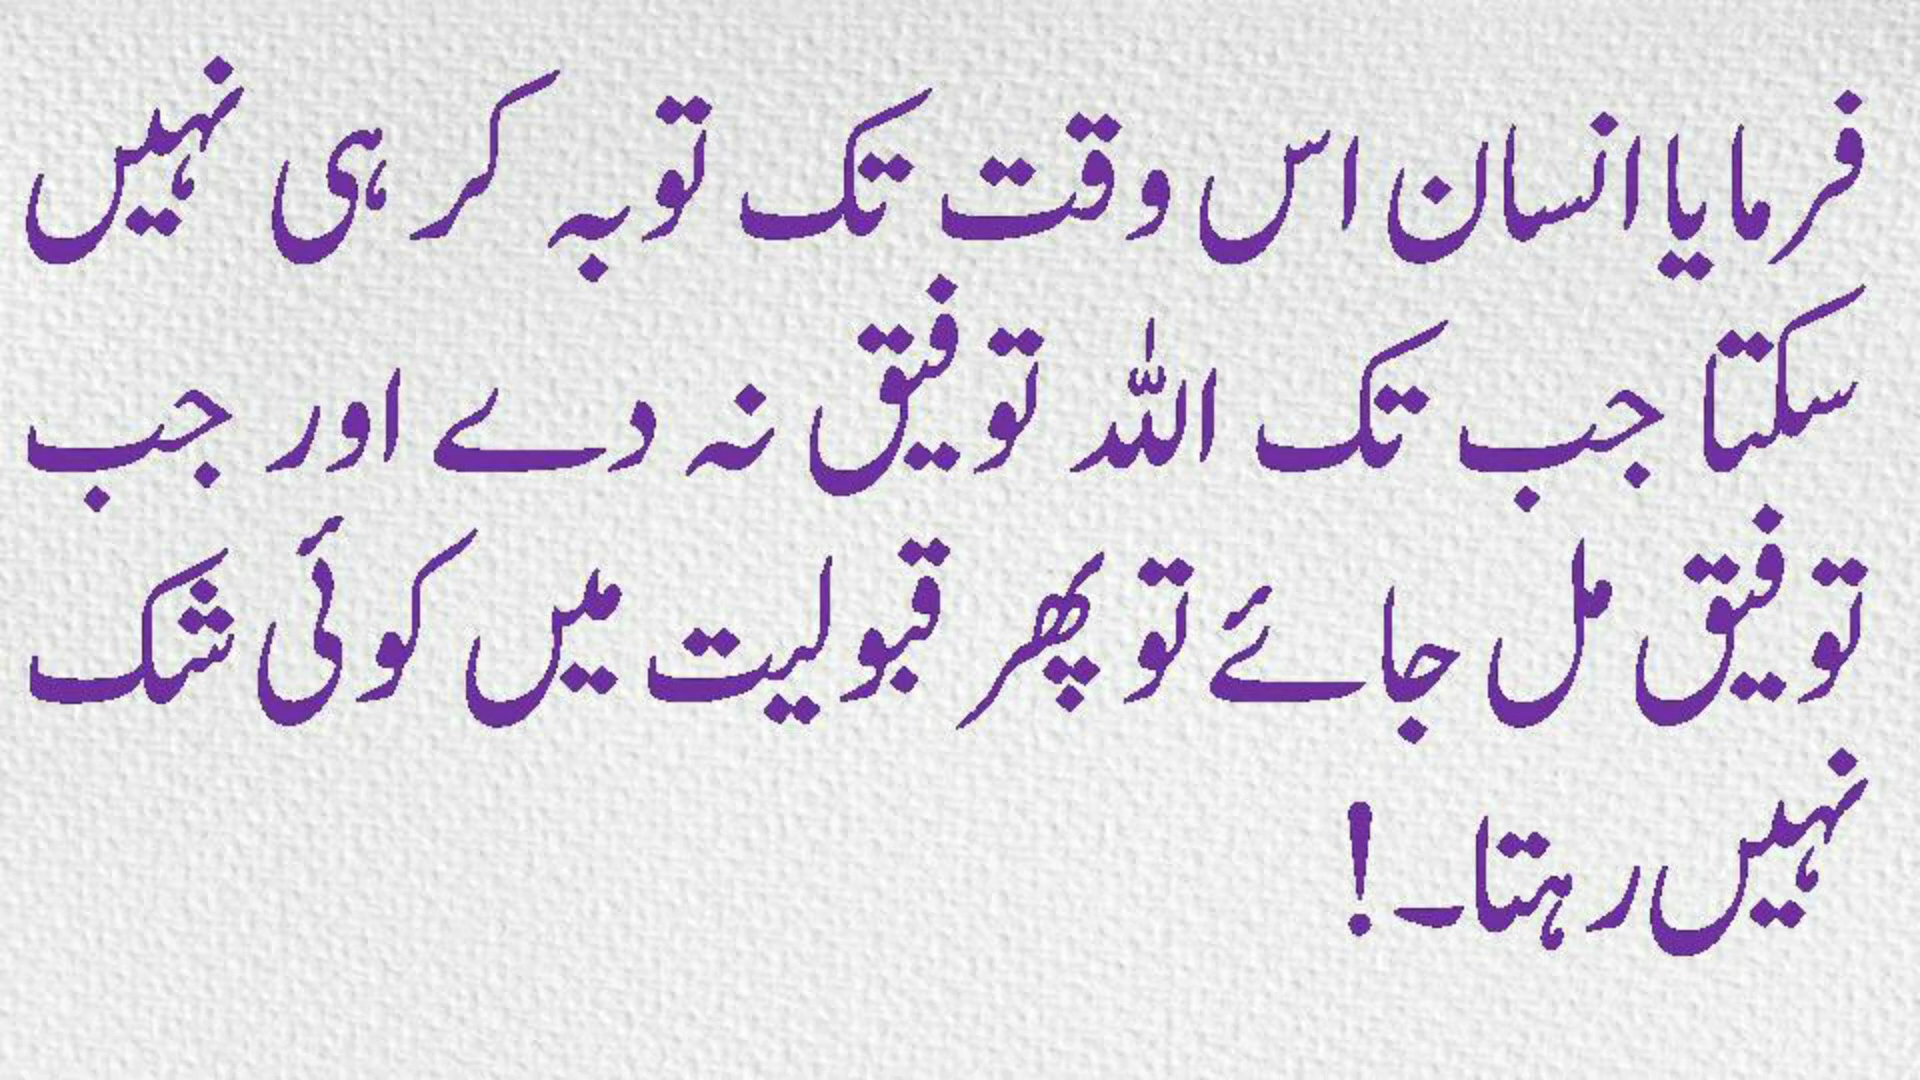 فرمایا انسان اس وقت تک توبہ کر ہی نہیں
سکتا جب تک اللہ توفیق نہ دے اور جب
توفیق مل جائے تو پھر قبولیت میں کوئی شک
نہیں رہتا۔!